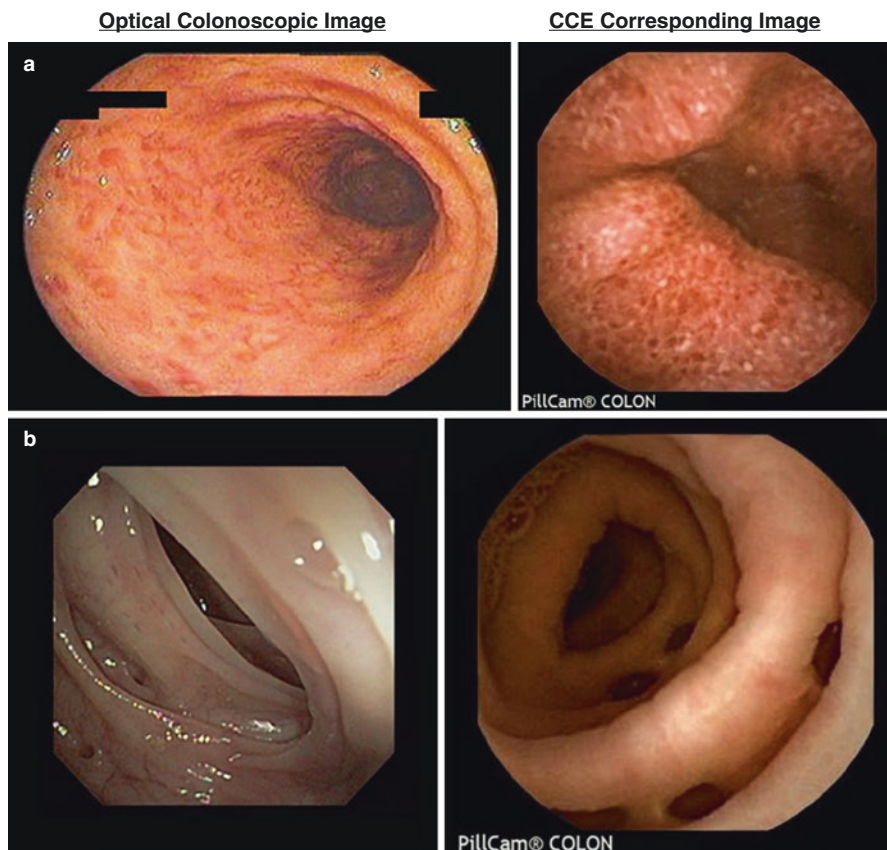 Optical Colonoscopic Image
CCE Corresponding Image
a
PillCam® COLON
b
PillCam® COLON